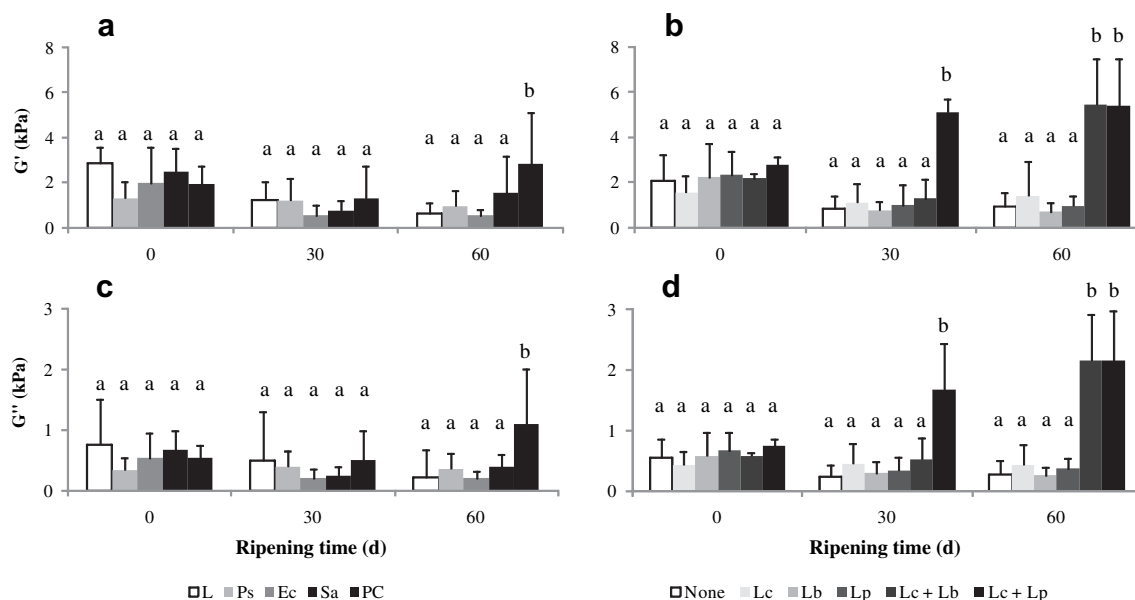 a
8
6
4
2
0
G' (kPa)
a a a a a
a a a a a
a a a a b
0 30 60
b
8
6
4
2
0
a a a a a a
a a a a a b
a a a a b b
0 30 60
c
3
2
1
0
G'' (kPa)
a a a a a
a a a a a
a a a a b
0 30 60
Ripening time (d)
L Ps Ec Sa PC
d
3
2
1
0
a a a a a a
a a a a a b
a a a a b b
0 30 60
Ripening time (d)
None Lc Lb Lp Lc + Lb Lc + Lp